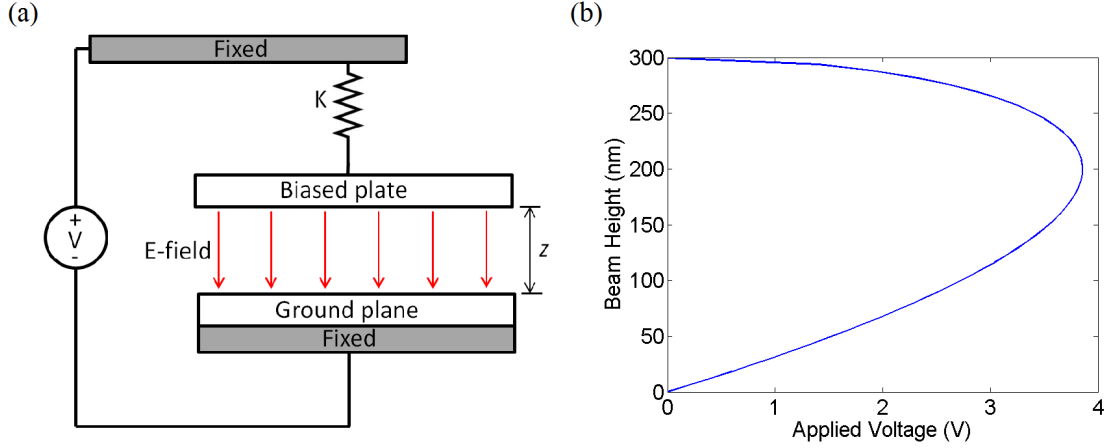 (a)
Fixed
K
Biased plate
+
V
-
E-field
z
Ground plane
Fixed
(b)
300
250
200
150
100
50
0
Beam Height (nm)
0 1 2 3 4
Applied Voltage (V)